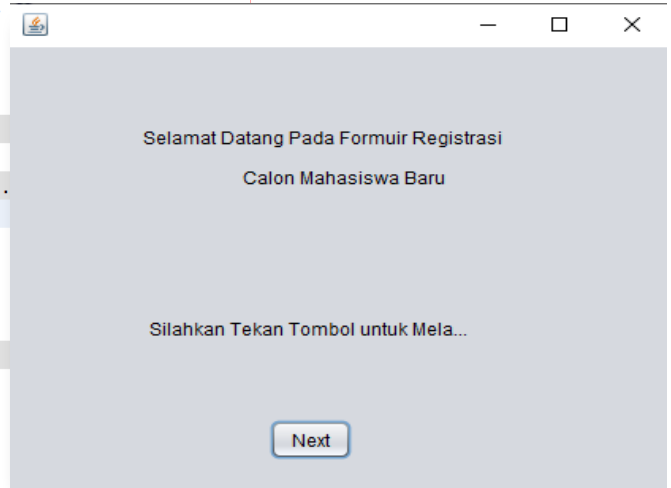 Selamat Datang Pada Formuir Registrasi
Calon Mahasiswa Baru
Silahkan Tekan Tombol untuk Mela...
Next